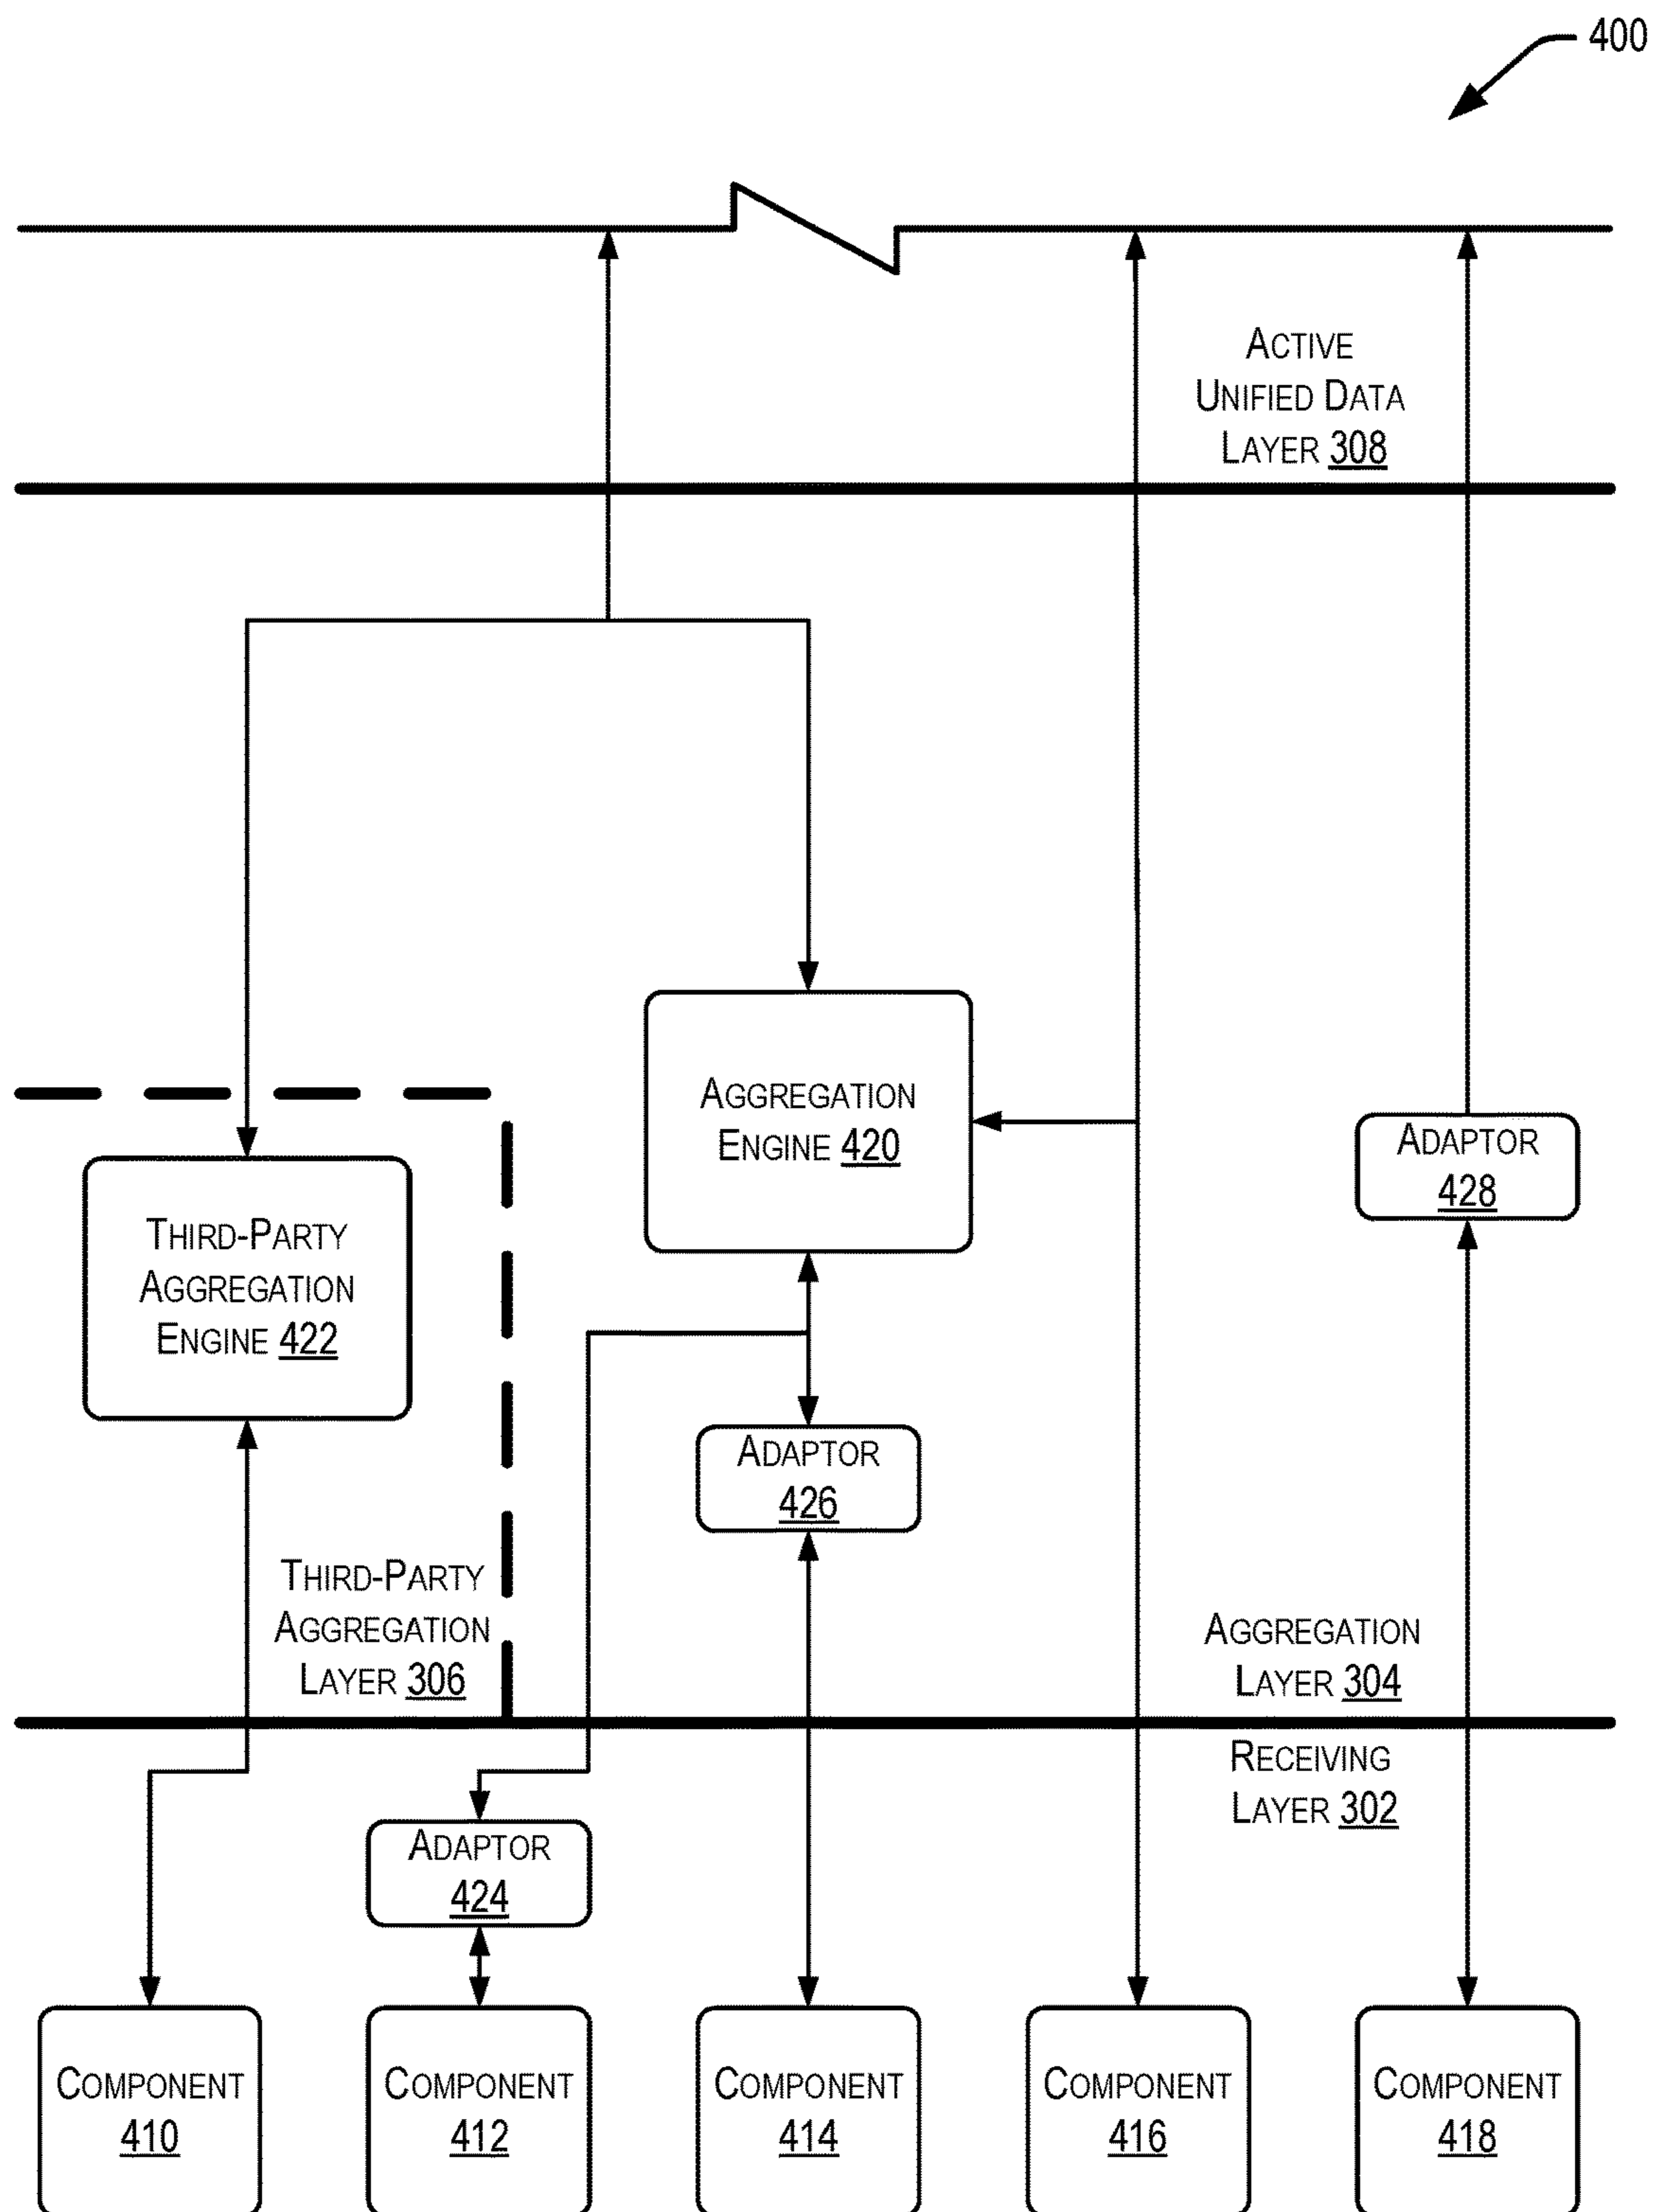 400
ACTIVE
UNIFIED DATA
LAYER 308
AGGREGATION
ENGINE 420
ADAPTOR
428
THIRD-PARTY
AGGREGATION
ENGINE 422
ADAPTOR
426
THIRD-PARTY
AGGREGATION
LAYER 306
AGGREGATION
LAYER 304
RECEIVING
LAYER 302
ADAPTOR
424
COMPONENT
410
COMPONENT
412
COMPONENT
414
COMPONENT
416
COMPONENT
418